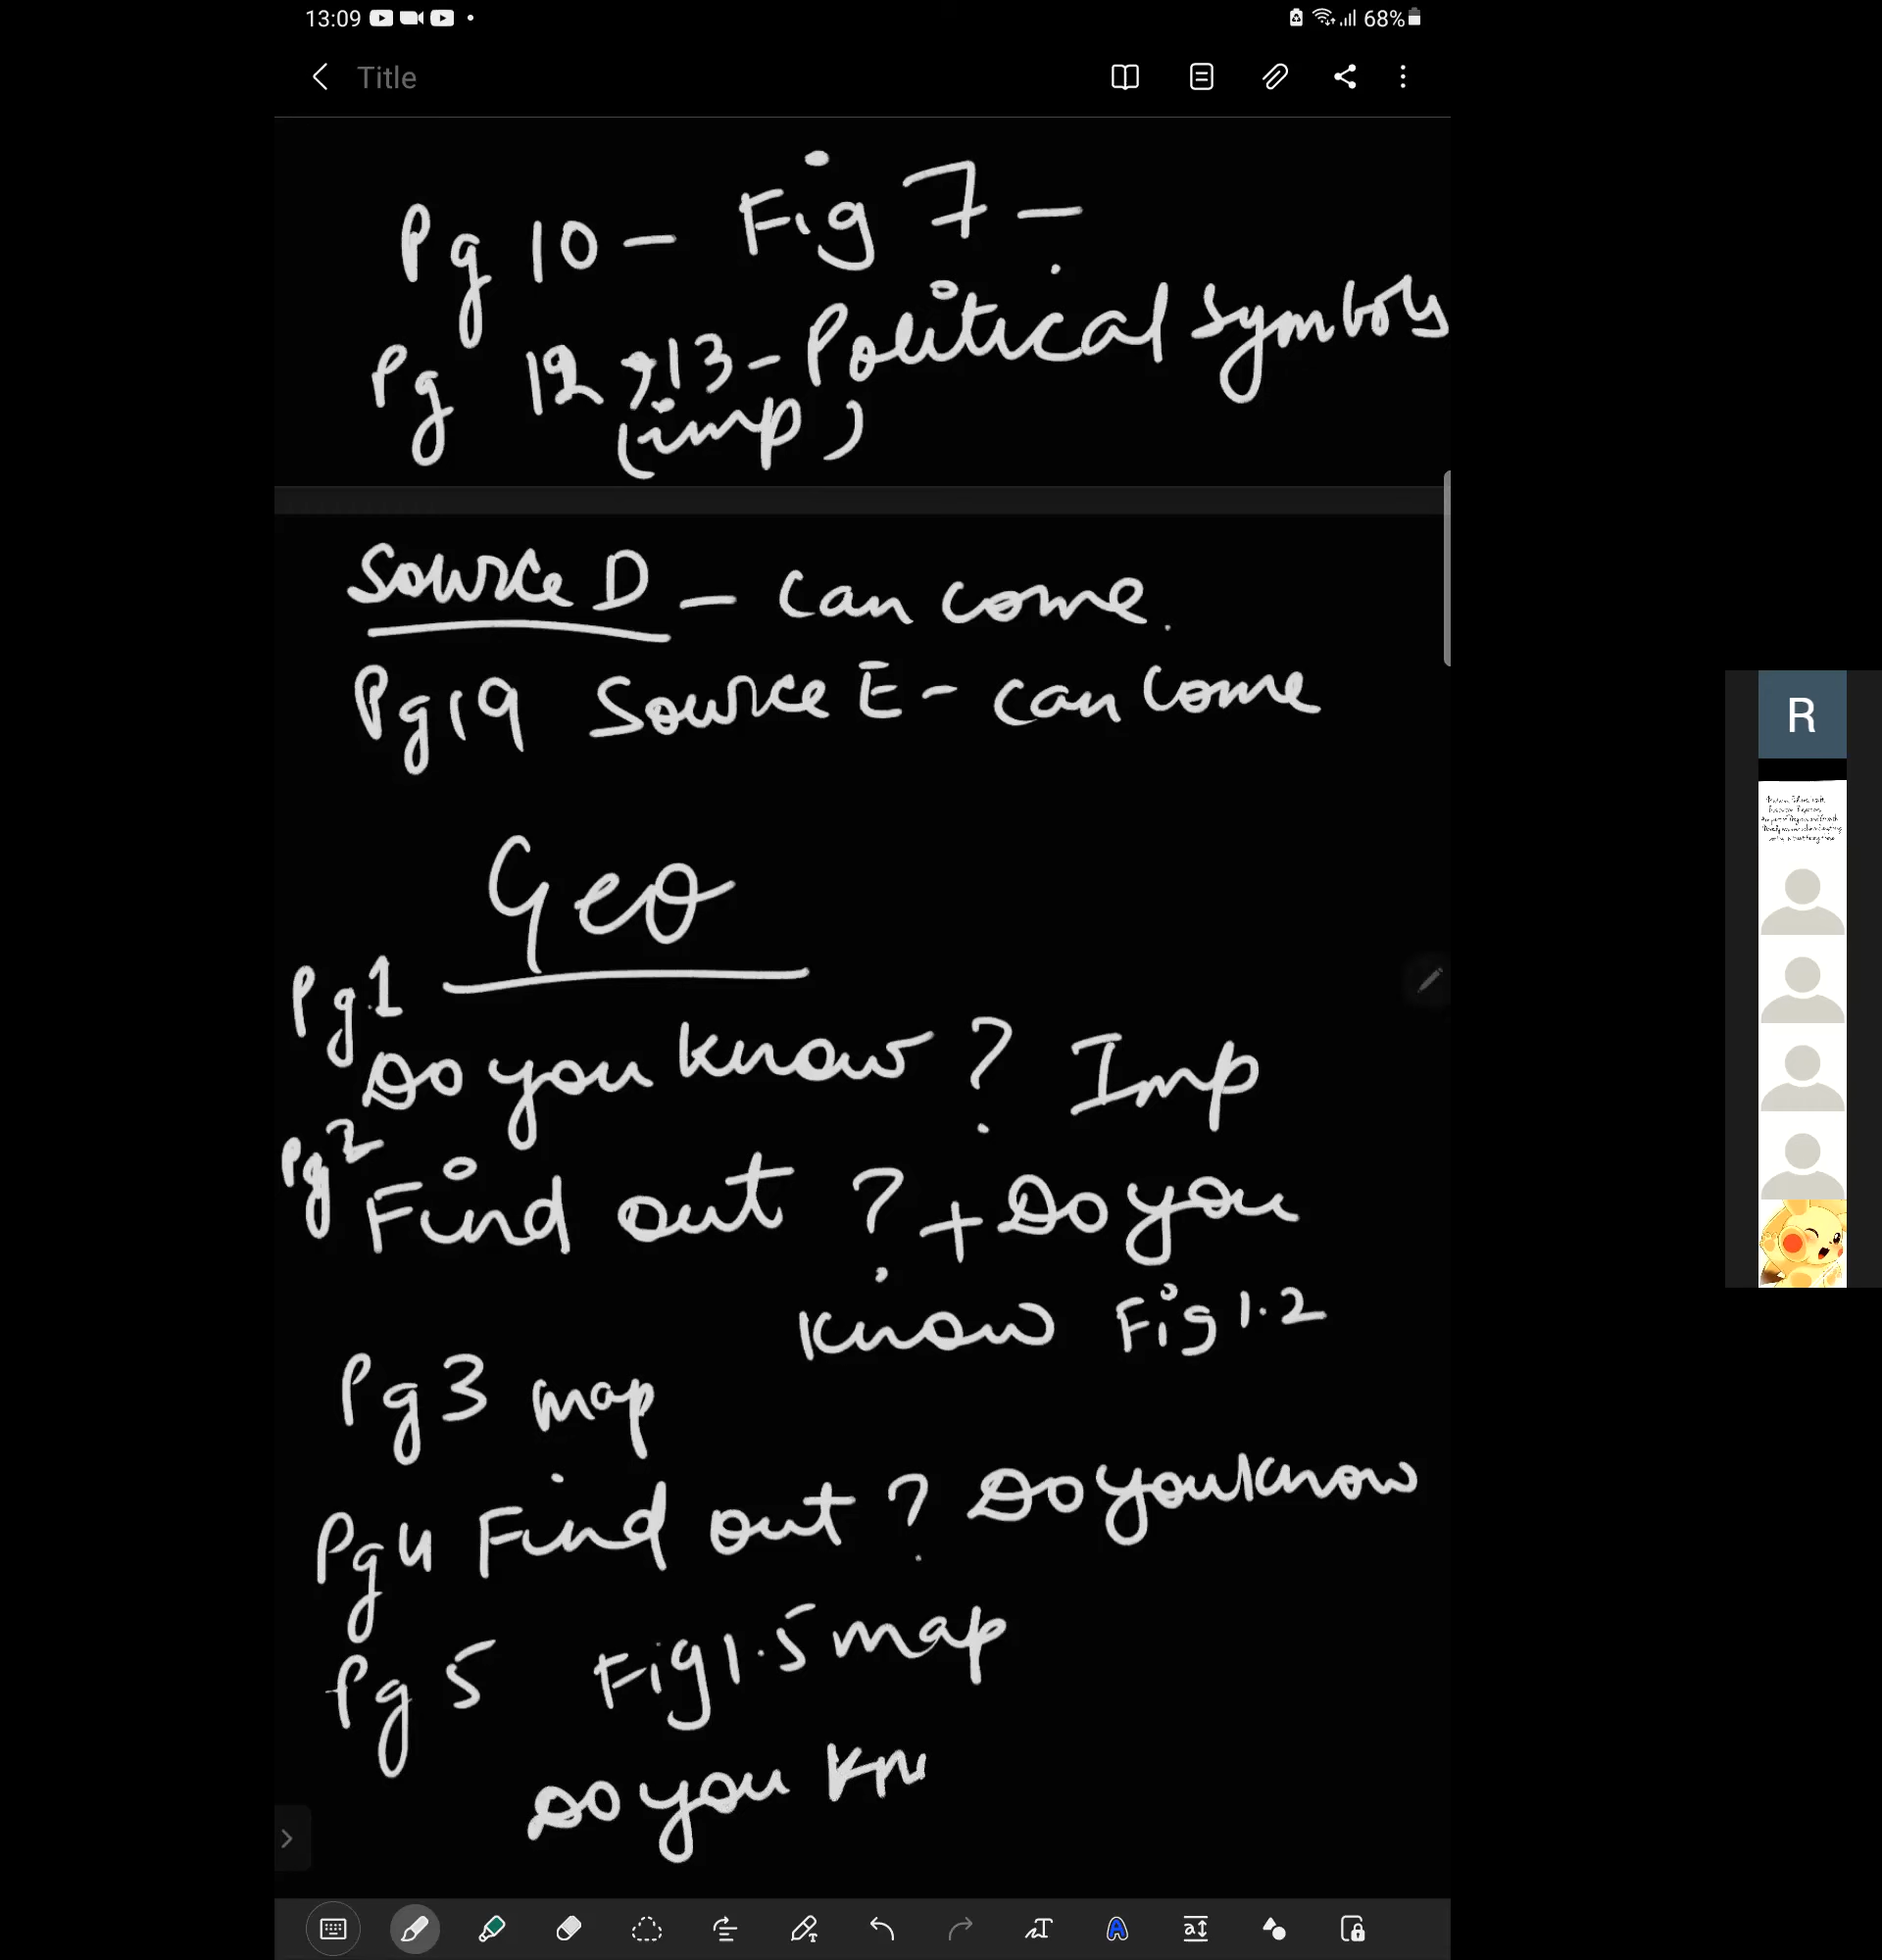 13:09
68%
Title
Pg 10 - Fig 7 -
Pg 12, 13 - Political symbols
(imp)
Source D - can come.
Pg 19 Source E - can come
Geo
Pg 1
Do you know? Imp
Pg 2
Find out? + Do you
know Fig 1.2
Pg 3 map
Pg 4 Find out? Do you know
Pg 5 Fig 1.5 map
Do you Kn
R